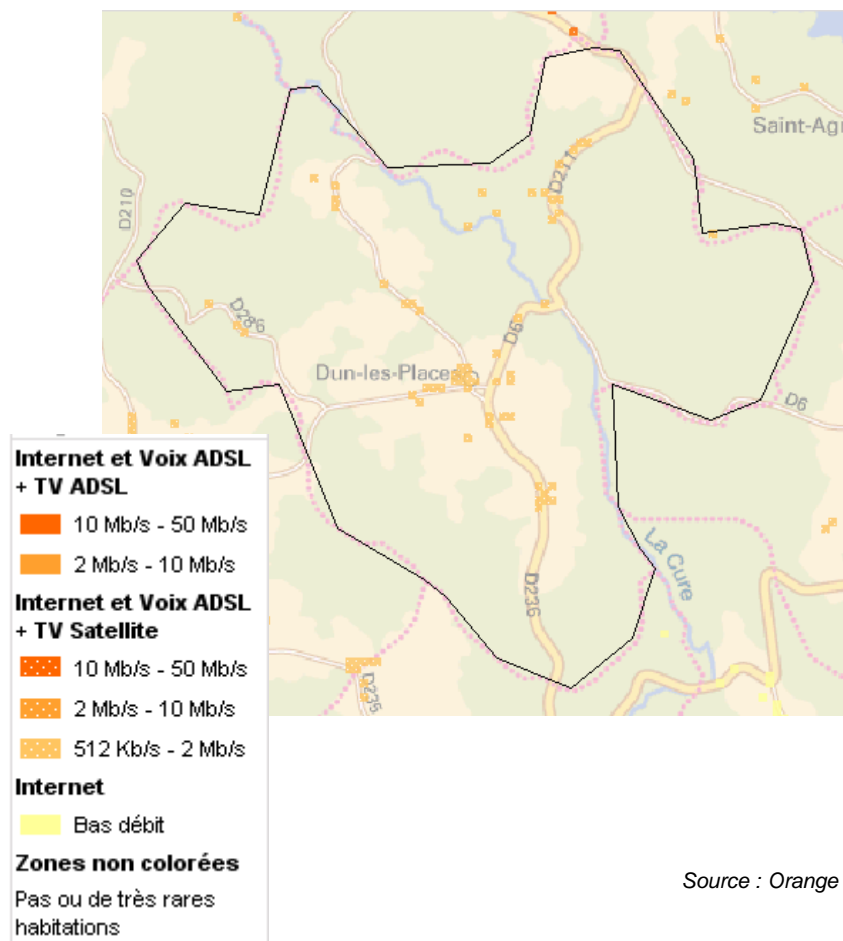 Saint-Agn
D210
D211
D286
D6
Dun-les-Places
D6
La Cure
D236
D235
Internet et Voix ADSL
+ TV ADSL
10 Mb/s - 50 Mb/s
2 Mb/s - 10 Mb/s
Internet et Voix ADSL
+ TV Satellite
10 Mb/s - 50 Mb/s
2 Mb/s - 10 Mb/s
512 Kb/s - 2 Mb/s
Internet
Bas débit
Zones non colorées
Pas ou de très rares
habitations
Source : Orange